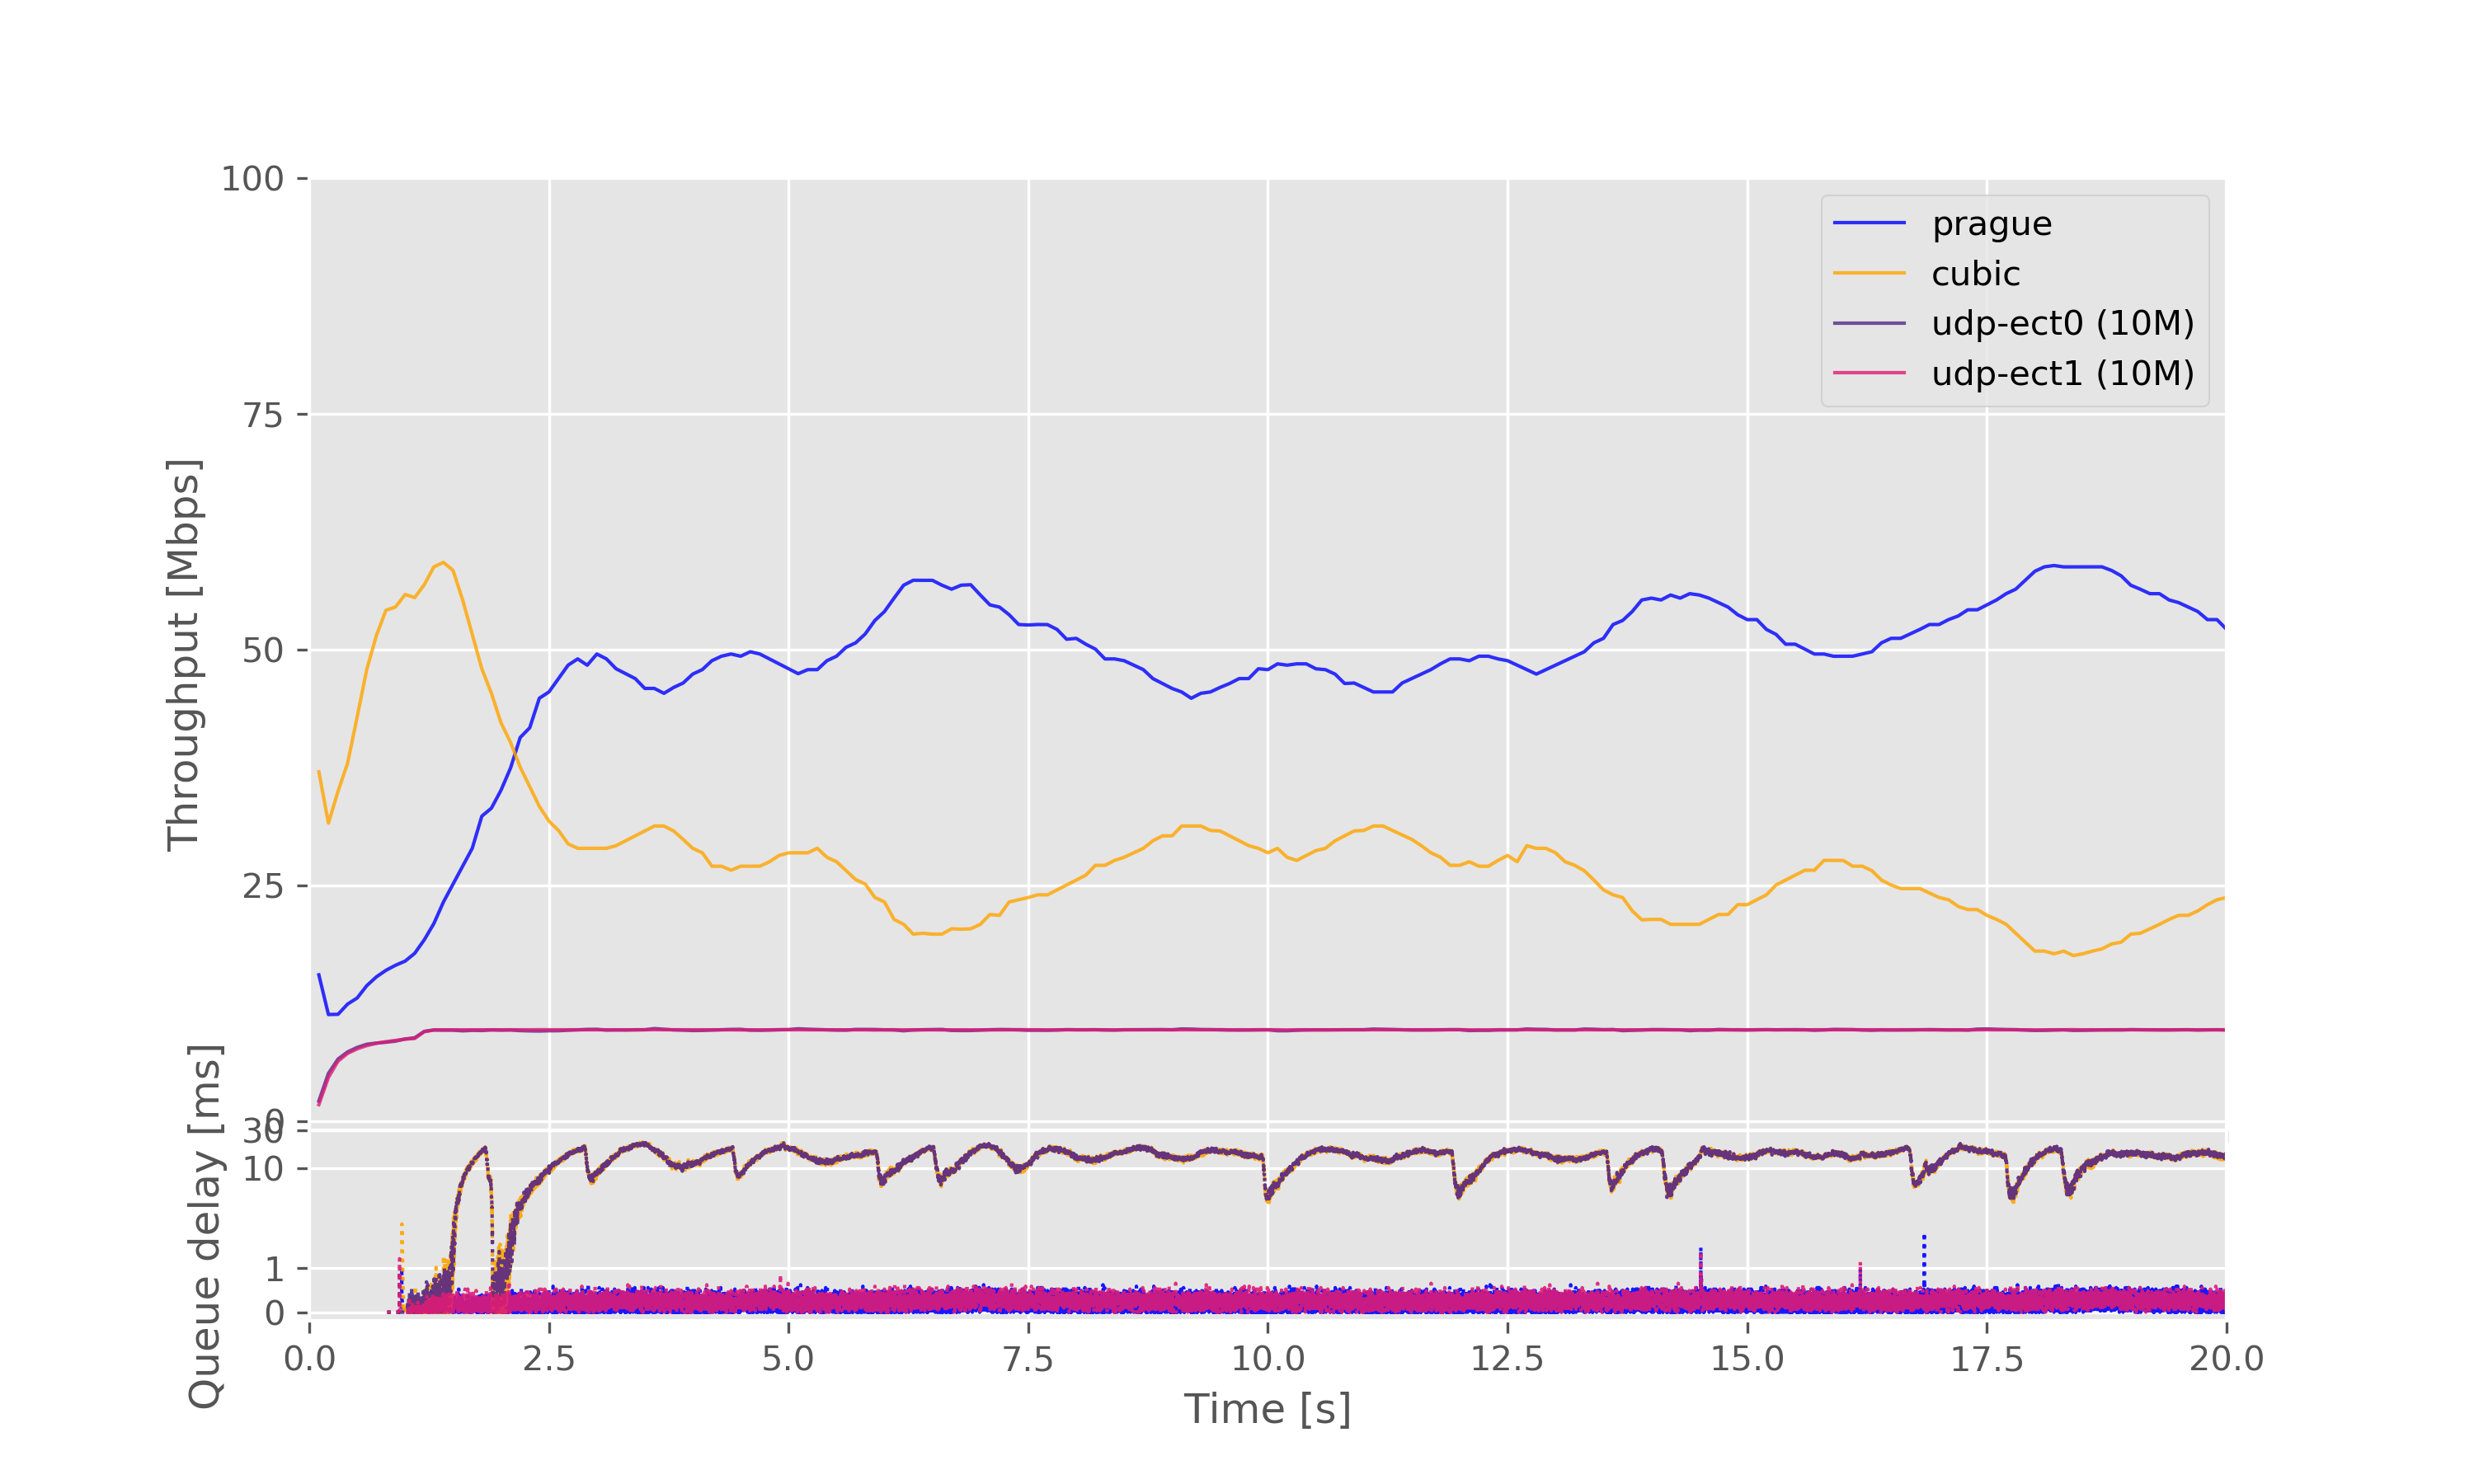 100
75
50
25
0
Throughput [Mbps]
prague
cubic
udp-ect0 (10M)
udp-ect1 (10M)
30
10
1
0
Queue delay [ms]
0.0 2.5 5.0 7.5 10.0 12.5 15.0 17.5 20.0
Time [s]